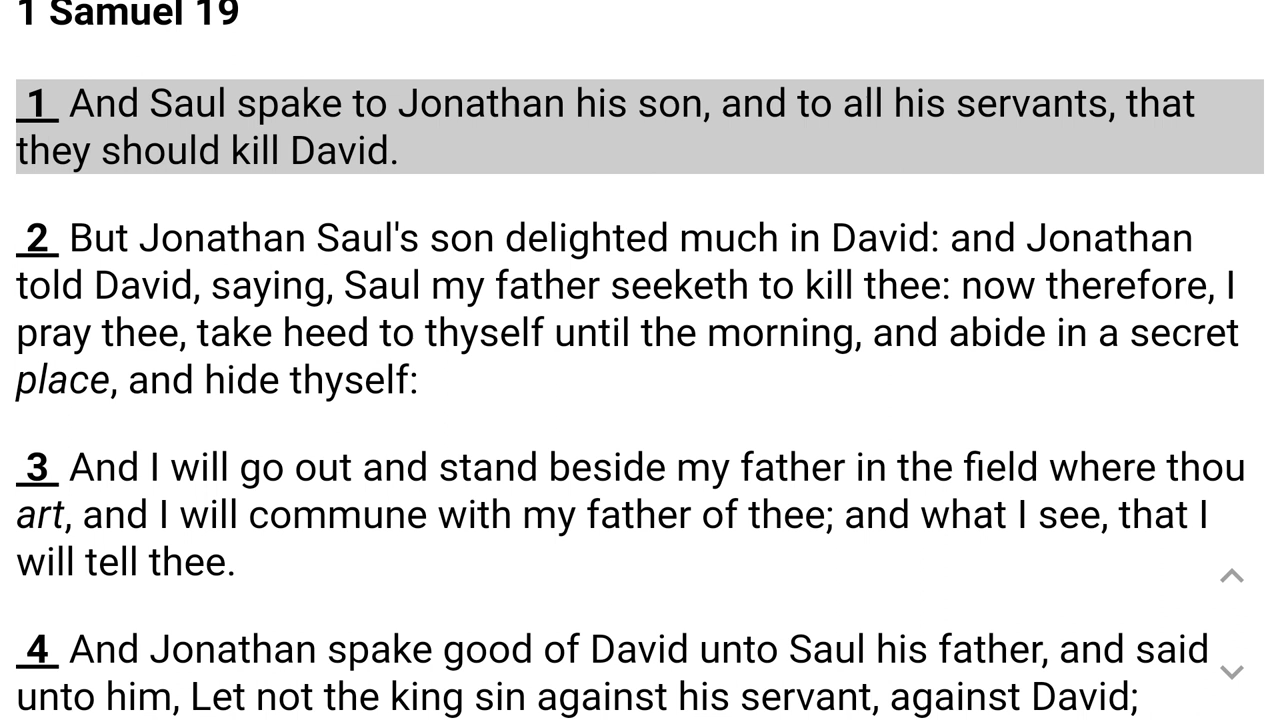 1 Samuel 19
1 And Saul spake to Jonathan his son, and to all his servants, that
they should kill David.
2 But Jonathan Saul's son delighted much in David: and Jonathan
told David, saying, Saul my father seeketh to kill thee: now therefore, I
pray thee, take heed to thyself until the morning, and abide in a secret
place, and hide thyself:
3 And I will go out and stand beside my father in the field where thou
art, and I will commune with my father of thee; and what I see, that I
will tell thee.
4 And Jonathan spake good of David unto Saul his father, and said
unto him, Let not the king sin against his servant, against David;